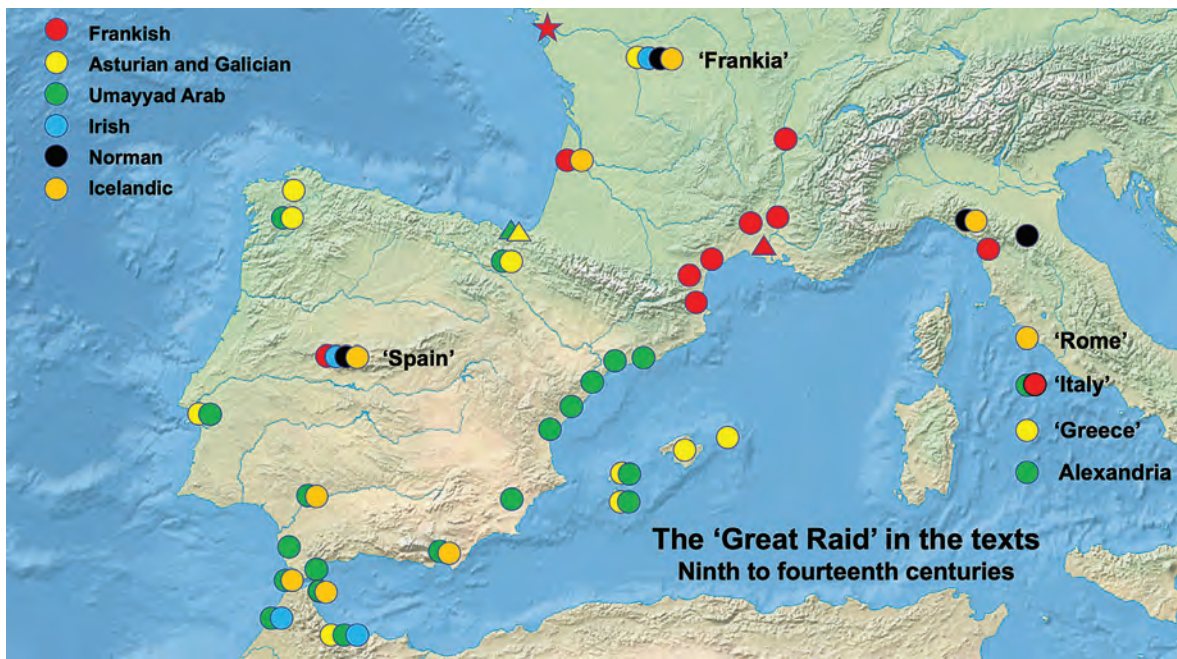 Frankish
Asturian and Galician
Umayyad Arab
Irish
Norman
Icelandic
‘Frankia’
‘Spain’
‘Rome’
‘Italy’
‘Greece’
Alexandria
The ‘Great Raid’ in the texts
Ninth to fourteenth centuries